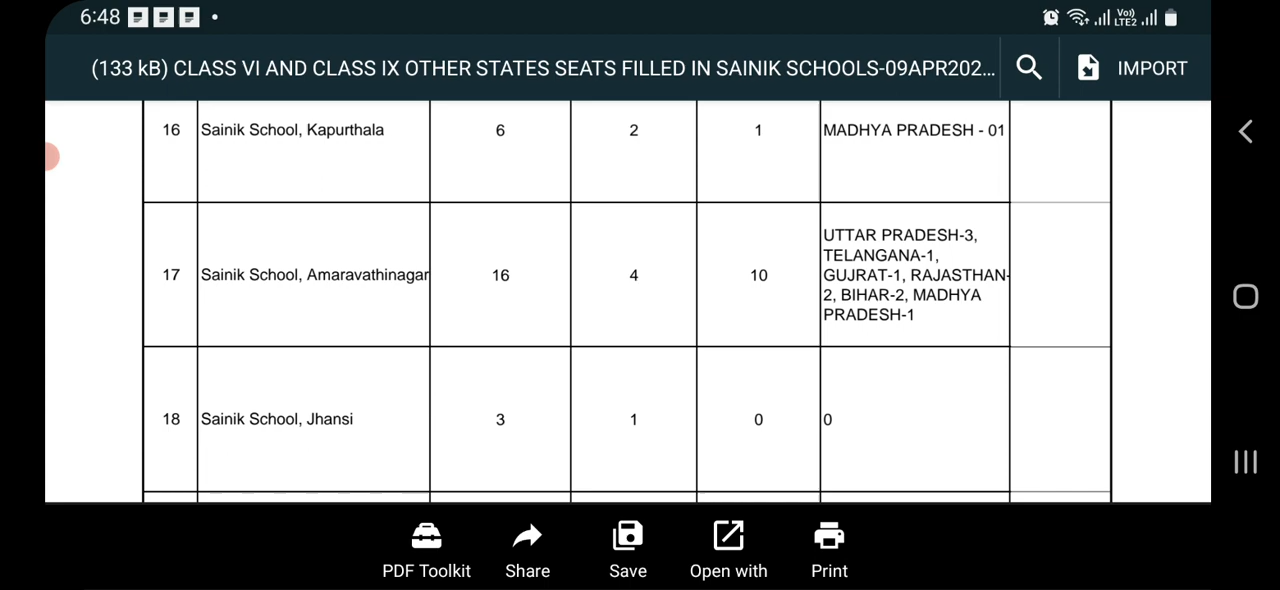 6:48
Vo)) LTE2
(133 kB) CLASS VI AND CLASS IX OTHER STATES SEATS FILLED IN SAINIK SCHOOLS-09APR202...
IMPORT
16 Sainik School, Kapurthala 6 2 1 MADHYA PRADESH - 01
17 Sainik School, Amaravathinagar 16 4 10 UTTAR PRADESH-3,
TELANGANA-1,
GUJRAT-1, RAJASTHAN-
2, BIHAR-2, MADHYA
PRADESH-1
18 Sainik School, Jhansi 3 1 0 0
PDF Toolkit Share Save Open with Print